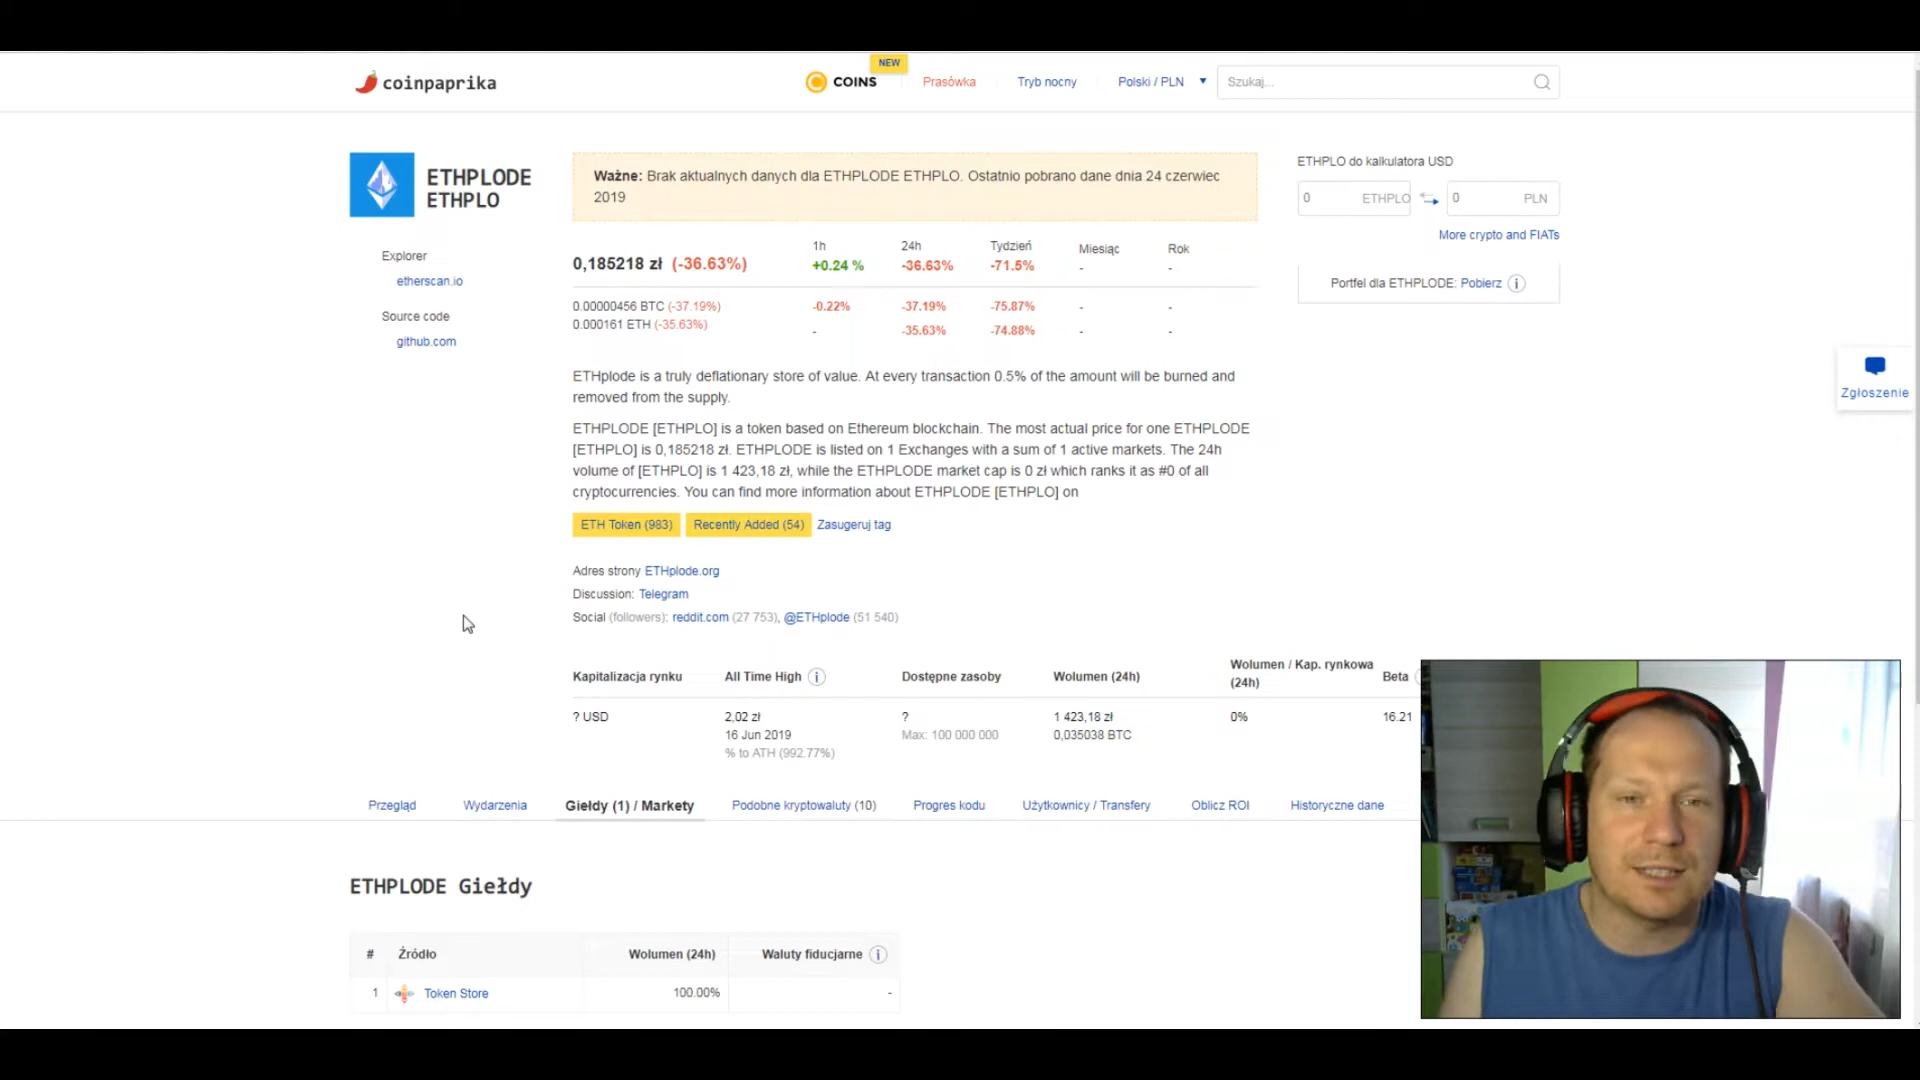 coinpaprika
COINS
NEW
Prasówka
Tryb nocny
Polski / PLN
Szukaj...
ETHPLODE
ETHPLO
Explorer
etherscan.io
Source code
github.com
Ważne: Brak aktualnych danych dla ETHPLODE ETHPLO. Ostatnio pobrano dane dnia 24 czerwiec
2019
0,185218 zł (-36.63%)
1h 24h Tydzień Miesiąc Rok
+0.24 % -36.63% -71.5% - -
0.00000456 BTC (-37.19%) -0.22% -37.19% -75.87% - -
0.000161 ETH (-35.63%) - -35.63% -74.88% - -
ETHplode is a truly deflationary store of value. At every transaction 0.5% of the amount will be burned and
removed from the supply.
ETHPLODE [ETHPLO] is a token based on Ethereum blockchain. The most actual price for one ETHPLODE
[ETHPLO] is 0,185218 zł. ETHPLODE is listed on 1 Exchanges with a sum of 1 active markets. The 24h
volume of [ETHPLO] is 1 423,18 zł, while the ETHPLODE market cap is 0 zł which ranks it as #0 of all
cryptocurrencies. You can find more information about ETHPLODE [ETHPLO] on
ETH Token (983) Recently Added (54) Zasugeruj tag
Adres strony ETHplode.org
Discussion: Telegram
Social (followers): reddit.com (27 753), @ETHplode (51 540)
ETHPLO do kalkulatora USD
0 ETHPLO 0 PLN
More crypto and FIATs
Portfel dla ETHPLODE: Pobierz
Zgłoszenie
Kapitalizacja rynku All Time High Dostępne zasoby Wolumen (24h) Wolumen / Kap. rynkowa
(24h) Beta
? USD 2,02 zł ? 1 423,18 zł 0% 16.21
16 Jun 2019 Max: 100 000 000 0,035038 BTC
% to ATH (992.77%)
Przegląd Wydarzenia Giełdy (1) / Markety Podobne kryptowaluty (10) Progres kodu Użytkownicy / Transfery Oblicz ROI Historyczne dane
ETHPLODE Giełdy
# Źródło Wolumen (24h) Waluty fiducjarne
1 Token Store 100.00% -